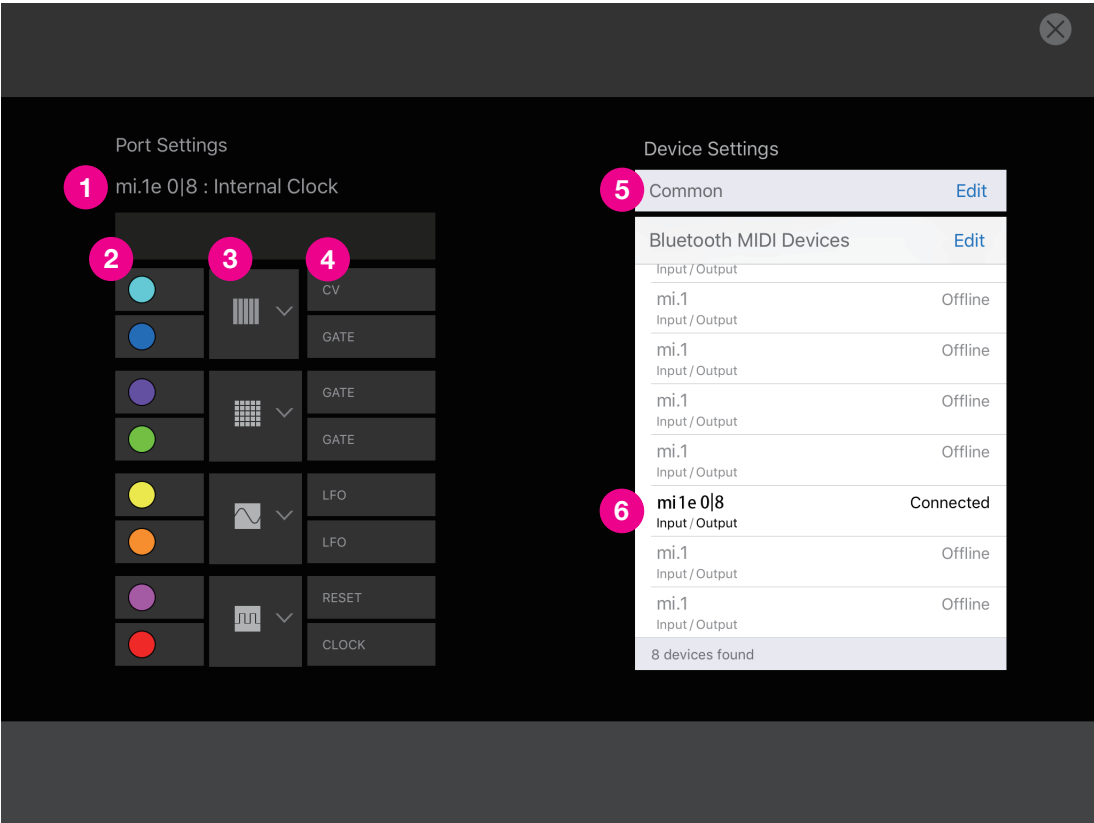 Port Settings
1 mi.1e 0|8 : Internal Clock
2 3 4
CV
GATE
GATE
GATE
LFO
LFO
RESET
CLOCK
Device Settings
5 Common Edit
Bluetooth MIDI Devices Edit
Input / Output
mi.1 Offline
Input / Output
mi.1 Offline
Input / Output
mi.1 Offline
Input / Output
mi.1 Offline
Input / Output
6 mi1e 0|8 Connected
Input / Output
mi.1 Offline
Input / Output
mi.1 Offline
Input / Output
8 devices found